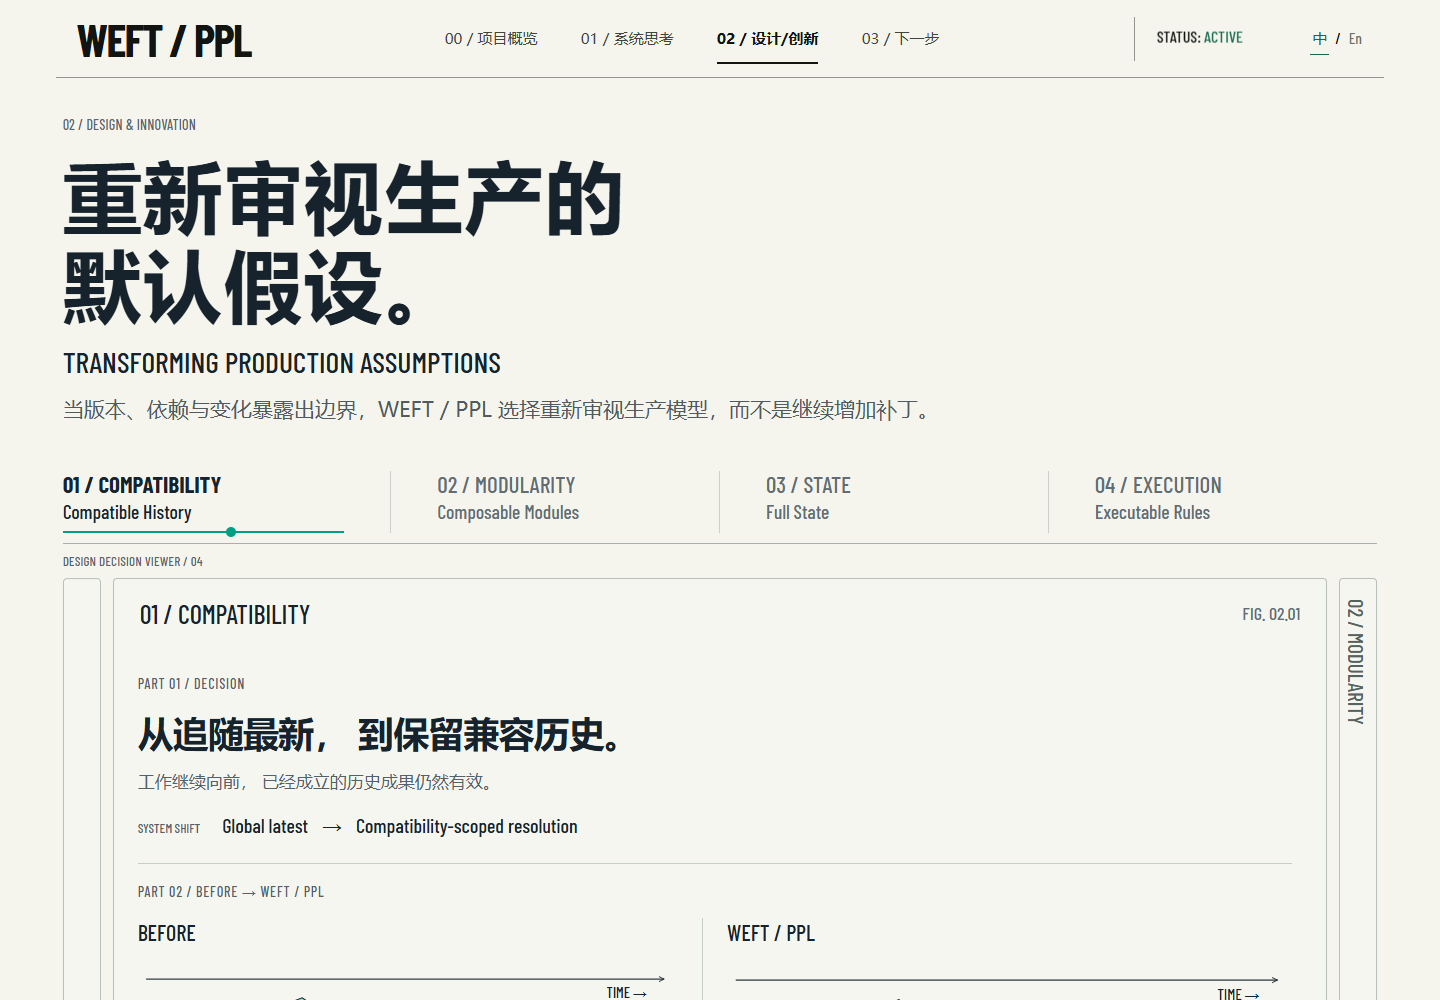 WEFT / PPL
00 / 项目概览
01 / 系统思考
02 / 设计/创新
03 / 下一步
STATUS: ACTIVE
中 / En
02 / DESIGN & INNOVATION
重新审视生产的
默认假设。
TRANSFORMING PRODUCTION ASSUMPTIONS
当版本、依赖与变化暴露出边界，WEFT / PPL 选择重新审视生产模型，而不是继续增加补丁。
01 / COMPATIBILITY
Compatible History
02 / MODULARITY
Composable Modules
03 / STATE
Full State
04 / EXECUTION
Executable Rules
DESIGN DECISION VIEWER / 04
01 / COMPATIBILITY
FIG. 02.01
02 / MODULARITY
PART 01 / DECISION
从追随最新， 到保留兼容历史。
工作继续向前， 已经成立的历史成果仍然有效。
SYSTEM SHIFT Global latest → Compatibility-scoped resolution
PART 02 / BEFORE → WEFT / PPL
BEFORE
WEFT / PPL
TIME →
TIME →